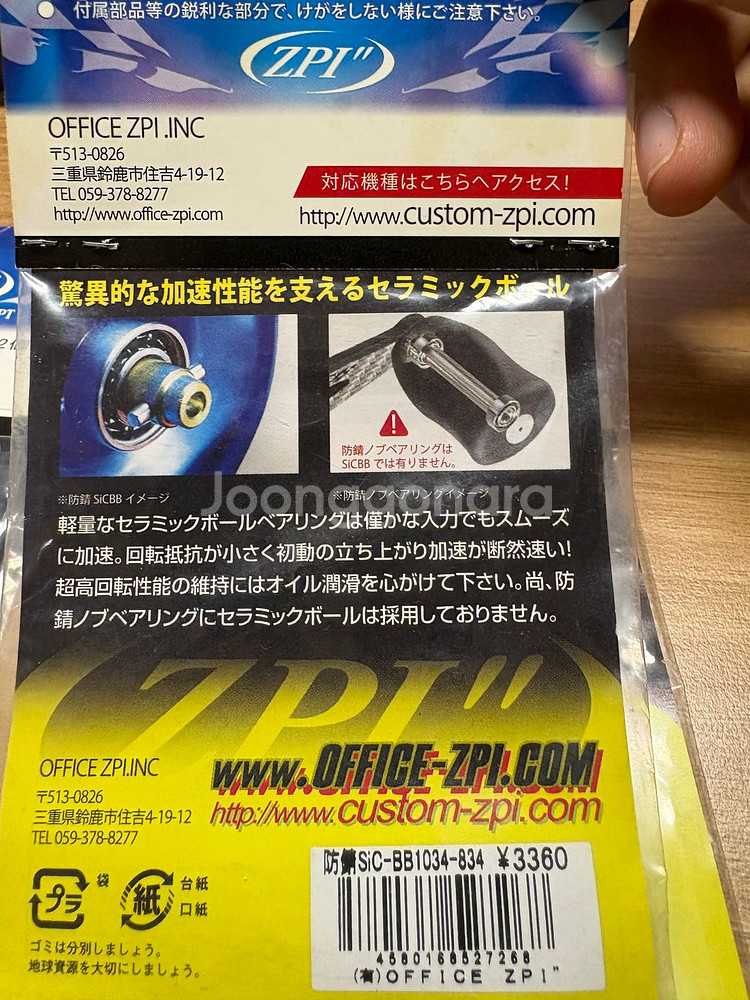 付属部品等の鋭利な部分で、けがをしない様にご注意下さい。
ZPI"
OFFICE ZPI .INC
〒513-0826
三重県鈴鹿市住吉4-19-12
TEL 059-378-8277
http://www.office-zpi.com
対応機種はこちらへアクセス!
http://www.custom-zpi.com
驚異的な加速性能を支えるセラミックボール
防錆ノブベアリングは
SiCBBでは有りません。
※防錆SiCBBイメージ
※防錆ノブベアリングイメージ
Joonggonara
軽量なセラミックボールベアリングは僅かな入力でもスムーズ
に加速。回転抵抗が小さく初動の立ち上がり加速が断然速い!
超高回転性能の維持にはオイル潤滑を心がけて下さい。尚、防
錆ノブベアリングにセラミックボールは採用しておりません。
ZPI"
OFFICE ZPI.INC
〒513-0826
三重県鈴鹿市住吉4-19-12
TEL 059-378-8277
www.OFFICE-ZPI.COM
http://www.custom-zpi.com
プラ
袋
紙
台紙
口紙
ゴミは分別しましょう。
地球資源を大切にしましょう。
防錆SiC-BB1034-834 ¥3360
4580168527268
(有)OFFICE ZPI"